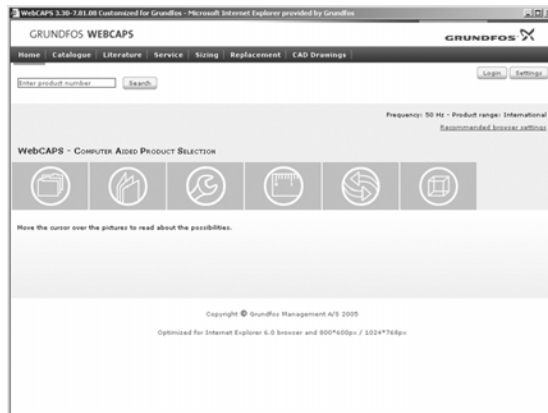 WebCAPS 3.30-7.81.08 Customized for Grundfos - Microsoft Internet Explorer provided by Grundfos
GRUNDFOS WEBCAPS
GRUNDFOS
Home Catalogue Literature Service Sizing Replacement CAD Drawings
Login Settings
Enter product number Search
Frequency: 50 Hz - Product range: International
Recommended browser settings
WebCAPS - Computer Aided Product Selection
Move the cursor over the pictures to read about the possibilities.
Copyright © Grundfos Management A/S 2005
Optimized for Internet Explorer 6.0 browser and 800*600px / 1024*768px